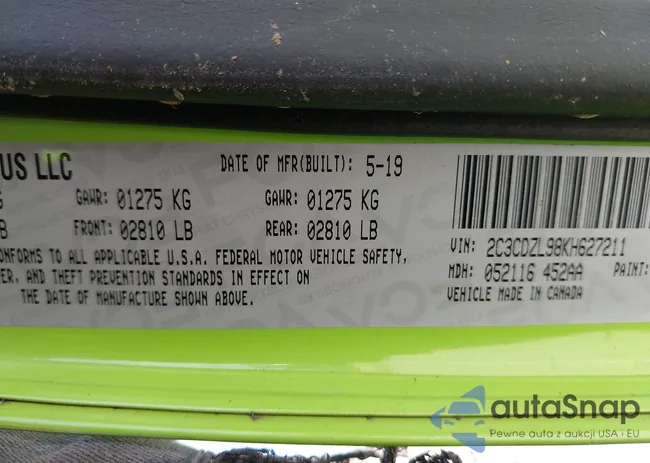 US LLC DATE OF MFR(BUILT): 5-19
G GAWR: 01275 KG GAWR: 01275 KG
B FRONT: 02810 LB REAR: 02810 LB
ONFORMS TO ALL APPLICABLE U.S.A. FEDERAL MOTOR VEHICLE SAFETY,
ER, AND THEFT PREVENTION STANDARDS IN EFFECT ON
THE DATE OF MANUFACTURE SHOWN ABOVE.
VIN: 2C3CDZL98KH627211
MDH: 052116 452AA PAINT:
VEHICLE MADE IN CANADA
autaSnap
Pewne auta z aukcji USA i EU